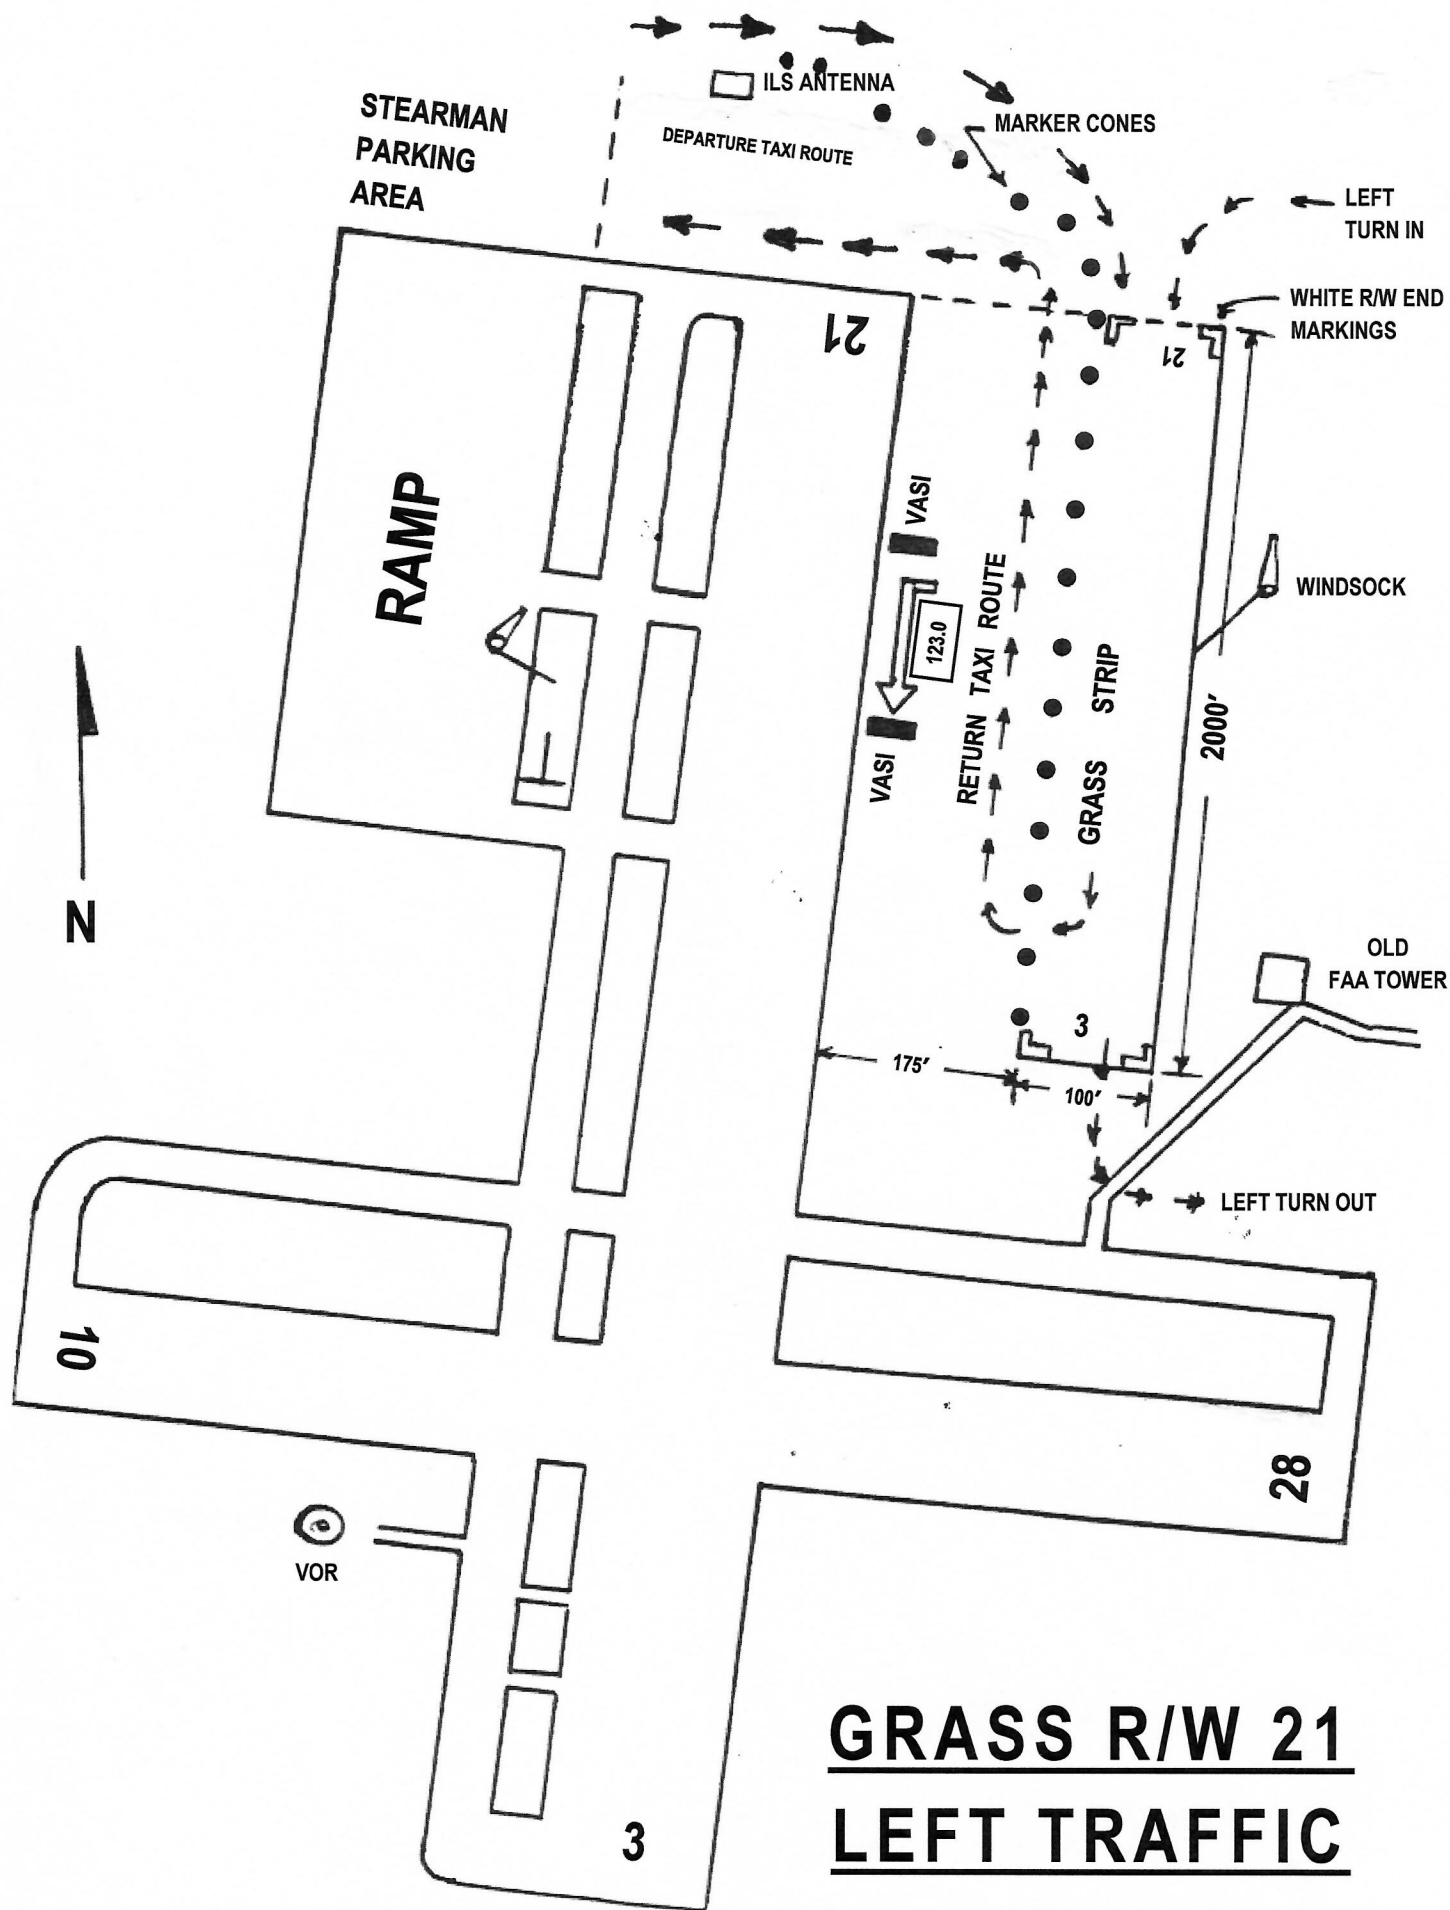 STEARMAN
PARKING
AREA
ILS ANTENNA
DEPARTURE TAXI ROUTE
MARKER CONES
LEFT
TURN IN
WHITE R/W END
MARKINGS
21
21
RAMP
VASI
123.0
VASI
RETURN TAXI ROUTE
GRASS STRIP
WINDSOCK
2000'
N
OLD
FAA TOWER
3
175'
100'
LEFT TURN OUT
10
28
VOR
3
GRASS R/W 21
LEFT TRAFFIC